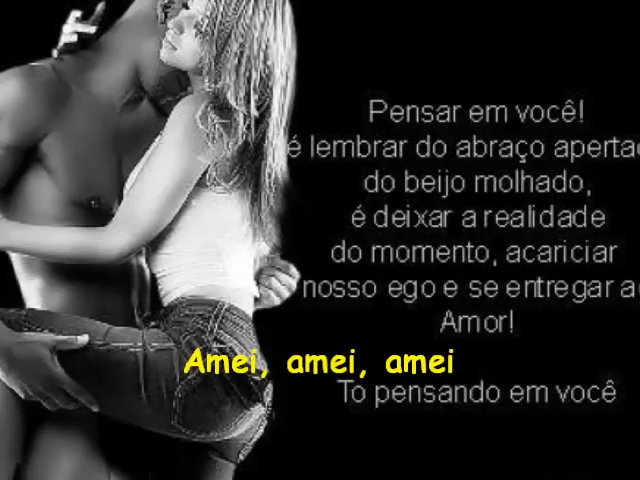 Pensar em você!
é lembrar do abraço
do beijo molhado,
é deixar a realidade
do momento, acariciar
nosso ego e se entregar
Amor!
Amei, amei, amei
To pensando em você